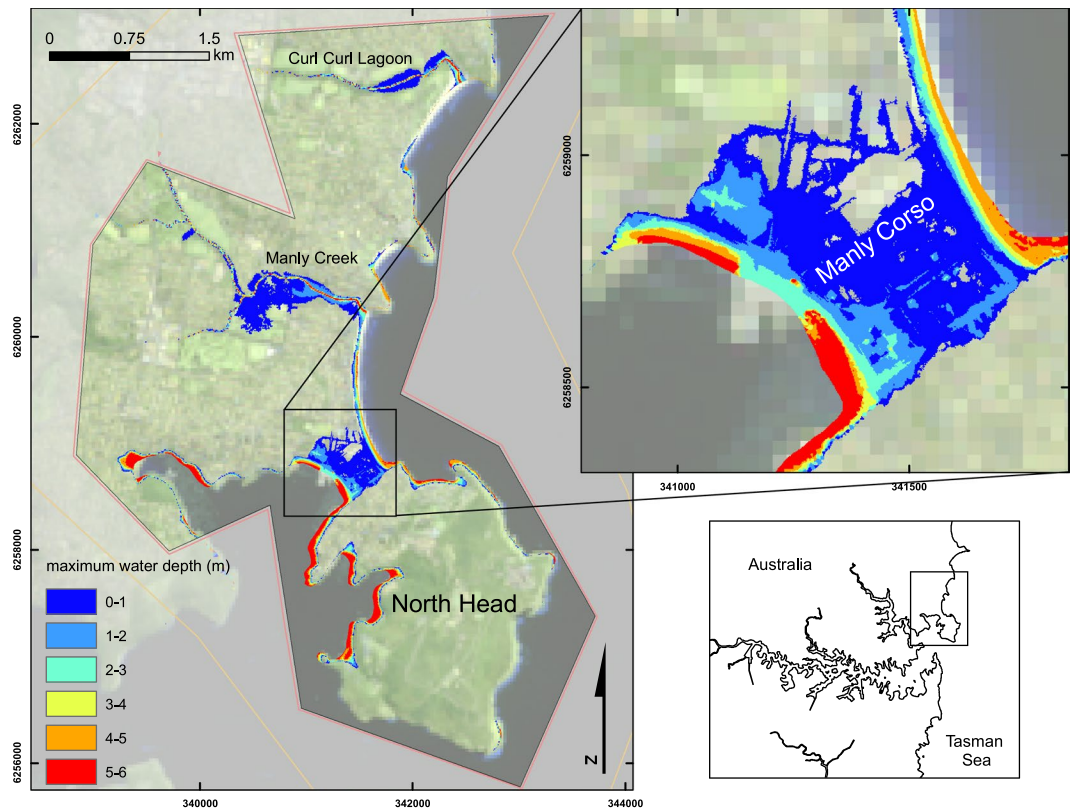 0 0.75 1.5
km
Curl Curl Lagoon
6262000
Manly Creek
6260000
6258000
North Head
maximum water depth (m)
0-1
1-2
2-3
3-4
4-5
5-6
6256000
N
340000 342000 344000
6259000
Manly Corso
6258500
341000 341500
Australia
Tasman
Sea